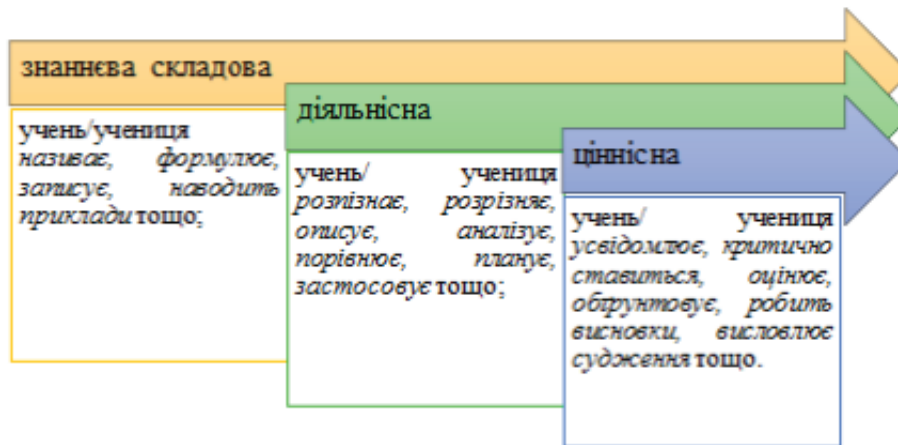 знаннєва складова
учень/учениця
називає, формулює,
записує, наводить
приклади тощо;
діяльнісна
учень/ учениця
розпізнає, розрізняє,
описує, аналізує,
порівнює, планує,
застосовує тощо;
ціннісна
учень/ учениця
усвідомлює, критично
ставиться, оцінює,
обґрунтовує, робить
висновки, висловлює
судження тощо.